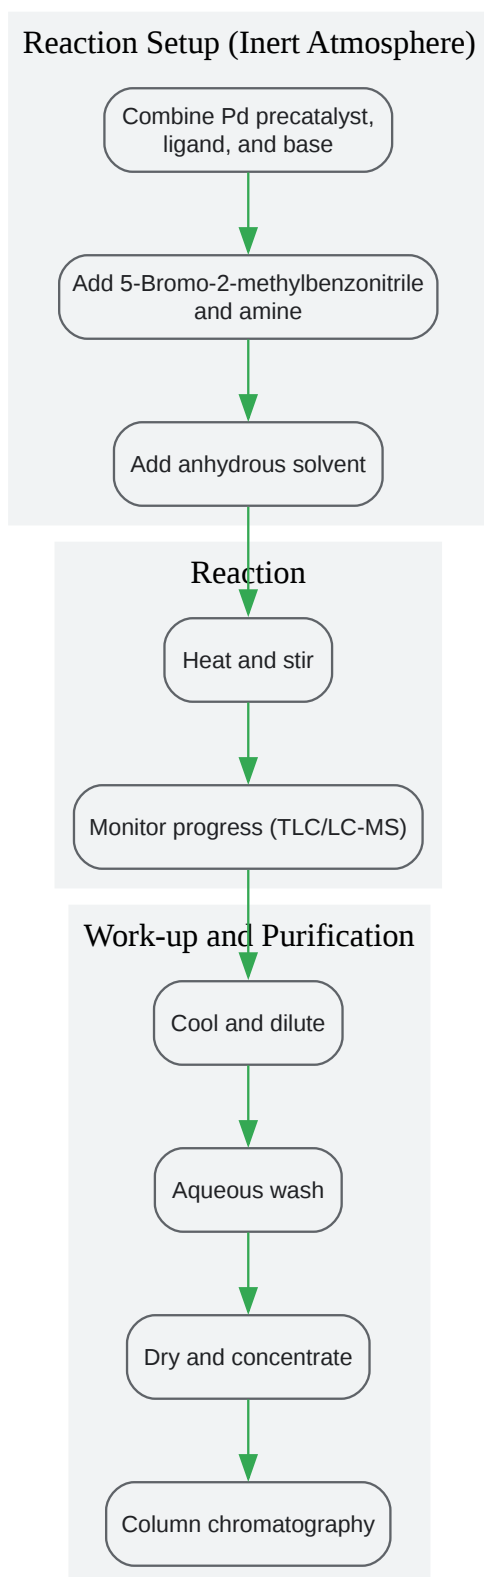 Reaction Setup (Inert Atmosphere)
Combine Pd precatalyst,
ligand, and base
Add 5-Bromo-2-methylbenzonitrile
and amine
Add anhydrous solvent
Reaction
Heat and stir
Monitor progress (TLC/LC-MS)
Work-up and Purification
Cool and dilute
Aqueous wash
Dry and concentrate
Column chromatography